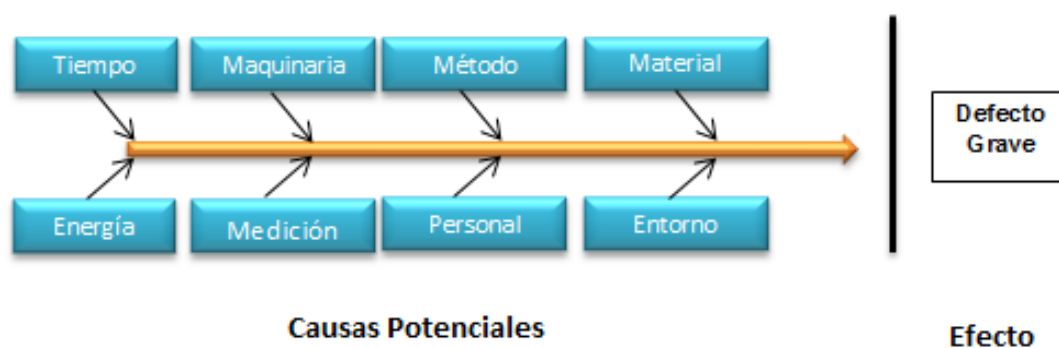 Tiempo
Maquinaria
Método
Material
Defecto
Grave
Energía
Medición
Personal
Entorno
Causas Potenciales
Efecto